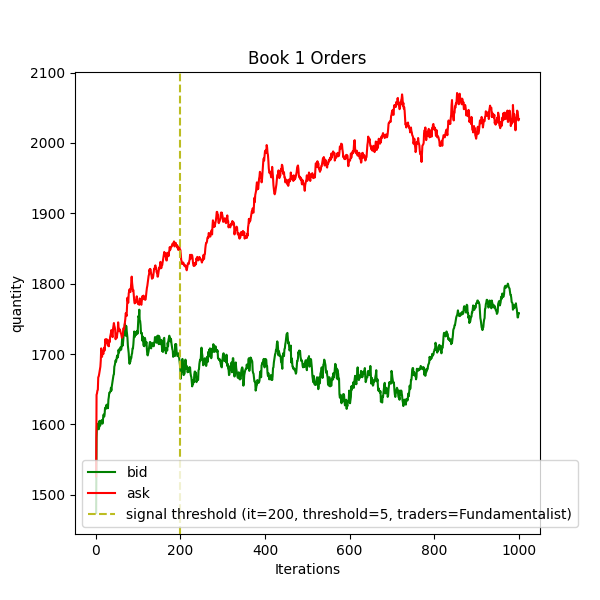 Book 1 Orders
2100
2000
1900
1800
1700
1600
1500
quantity
bid
ask
signal threshold (it=200, threshold=5, traders=Fundamentalist)
0 200 400 600 800 1000
Iterations